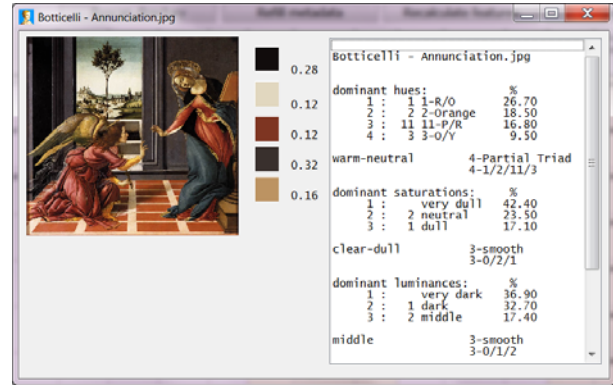 Botticelli - Annunciation.jpg
0.28
0.12
0.12
0.32
0.16
Botticelli - Annunciation.jpg
dominant hues: %
1 : 1 1-R/O 26.70
2 : 2 2-Orange 18.50
3 : 11 11-P/R 16.80
4 : 3 3-O/Y 9.50
warm-neutral 4-Partial Triad
4-1/2/11/3
dominant saturations: %
1 : very dull 42.40
2 : 2 neutral 23.50
3 : 1 dull 17.10
clear-dull 3-smooth
3-0/2/1
dominant luminances: %
1 : very dark 36.90
2 : 1 dark 32.70
3 : 2 middle 17.40
middle 3-smooth
3-0/1/2